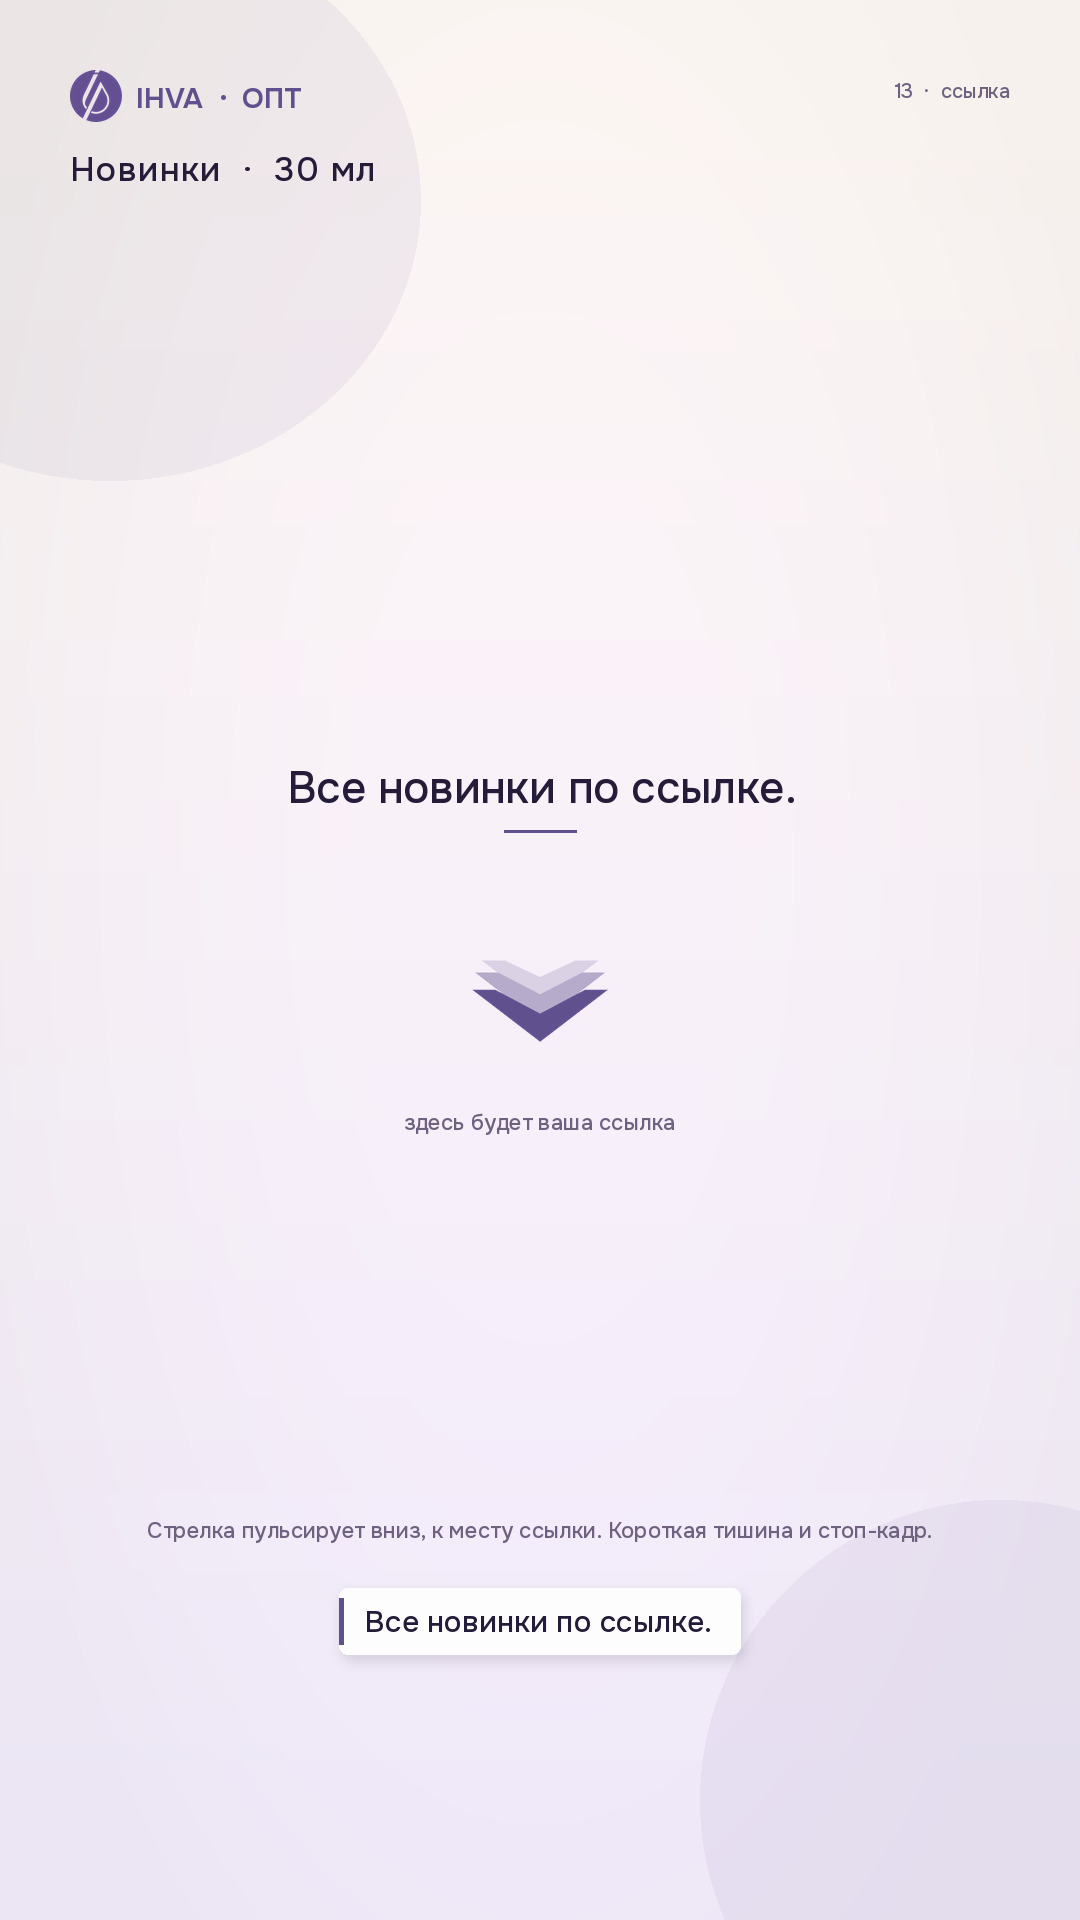 IHVA · ОПТ
13 · ссылка
Новинки · 30 мл
Все новинки по ссылке.
здесь будет ваша ссылка
Стрелка пульсирует вниз, к месту ссылки. Короткая тишина и стоп-кадр.
Все новинки по ссылке.